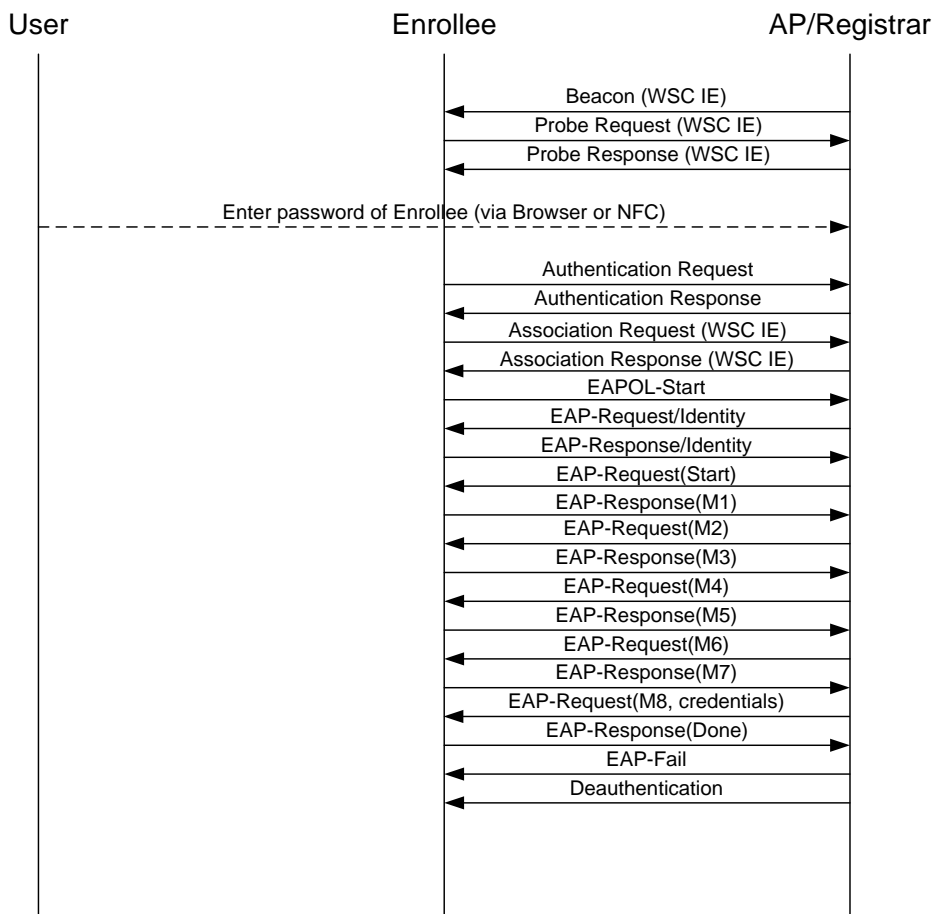 User
Enrollee
AP/Registrar
Beacon (WSC IE)
Probe Request (WSC IE)
Probe Response (WSC IE)
Enter password of Enrollee (via Browser or NFC)
Authentication Request
Authentication Response
Association Request (WSC IE)
Association Response (WSC IE)
EAPOL-Start
EAP-Request/Identity
EAP-Response/Identity
EAP-Request(Start)
EAP-Response(M1)
EAP-Request(M2)
EAP-Response(M3)
EAP-Request(M4)
EAP-Response(M5)
EAP-Request(M6)
EAP-Response(M7)
EAP-Request(M8, credentials)
EAP-Response(Done)
EAP-Fail
Deauthentication